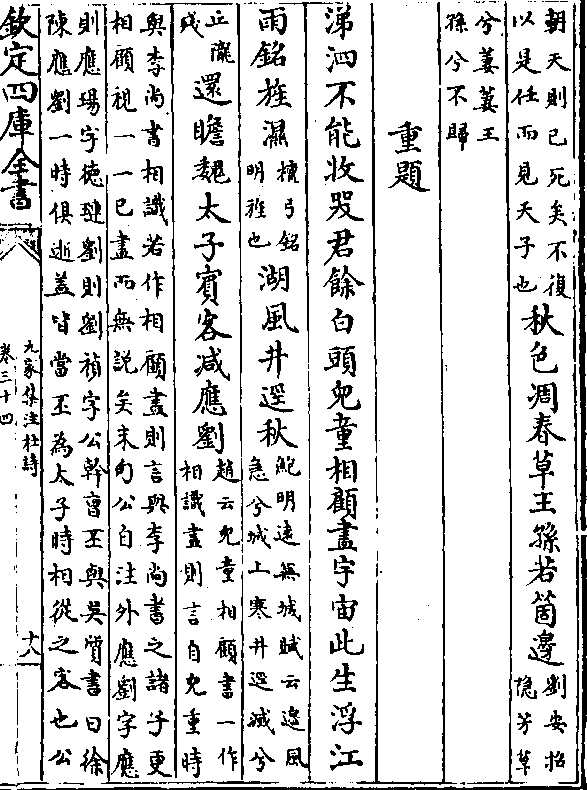 朝天則已死矣不復
以是任而見天子也
秋色凋春草王孫若箇邊
劉安招
隱芳草
兮萋萋王
孫兮不歸
重題
涕泗不能收哭君餘白頭兒童相顧盡宇宙此生浮江
雨銘旌濕
檀弓銘
明旌也
湖風井逕秋
鮑明遠蕪城賦云邊風
急兮城上寒井逕滅兮
丘隴
殘
還瞻魏太子賓客減應劉
趙云兒童相顧盡一作
相識盡則言自兒童時
與李尚書相識若作相顧盡則言與李尚書之諸子更
相顧視一一已盡而無說矣末句公自注外應劉字應
則應瑒字徳璉劉則劉楨字公幹曹丕與吳質書曰徐
陳應劉一時俱逝蓋皆當丕為太子時相從之客也公
欽定四庫全書
九家集注杜詩
卷三十四
十八